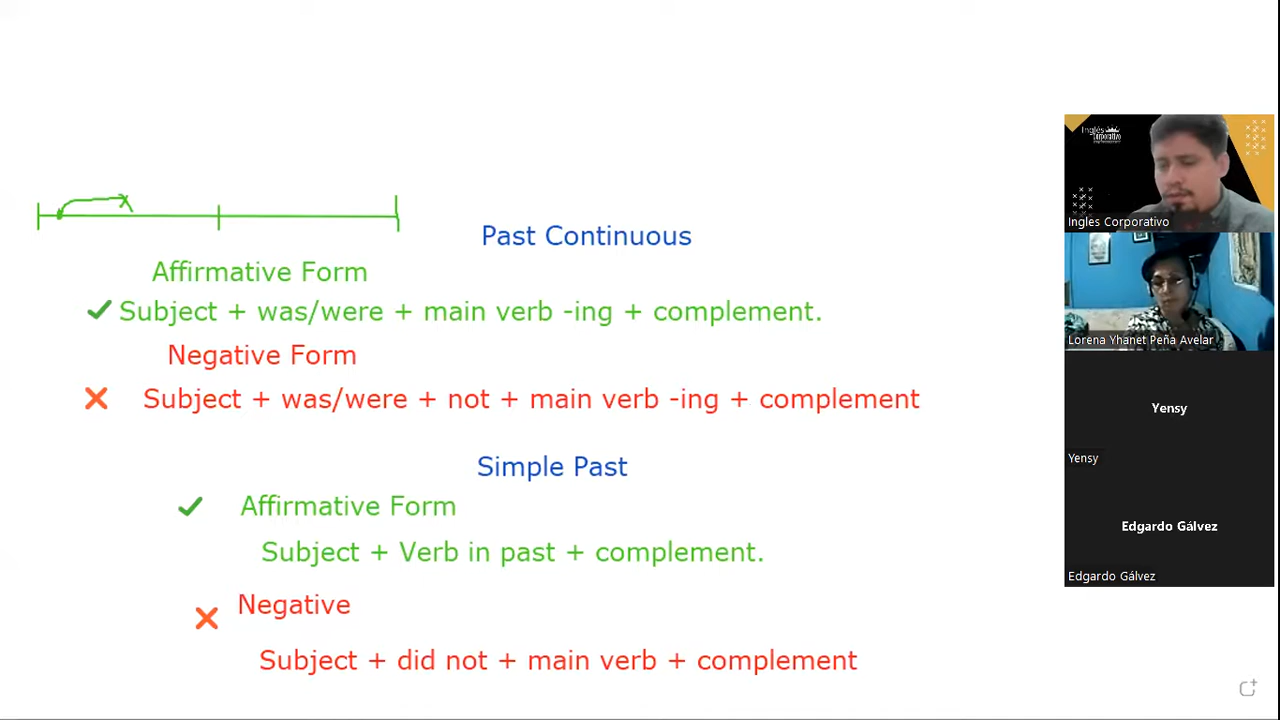 Past Continuous
Affirmative Form
Subject + was/were + main verb -ing + complement.
Negative Form
Subject + was/were + not + main verb -ing + complement
Simple Past
Affirmative Form
Subject + Verb in past + complement.
Negative
Subject + did not + main verb + complement
Inglés
Corporativo
Ingles Corporativo
Lorena Yhanet Peña Avelar
Yensy
Yensy
Edgardo Gálvez
Edgardo Gálvez